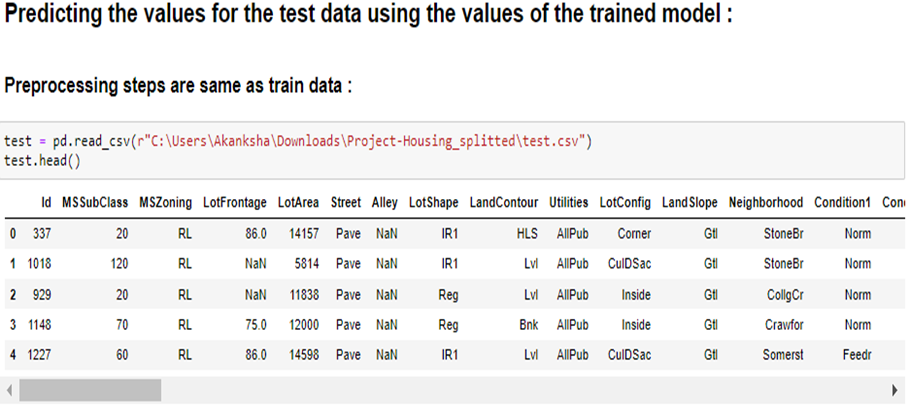 Predicting the values for the test data using the values of the trained model :
Preprocessing steps are same as train data :
test = pd.read_csv(r"C:\Users\Akanksha\Downloads\Project-Housing_splitted\test.csv")
test.head()
Id MSSubClass MSZoning LotFrontage LotArea Street Alley LotShape LandContour Utilities LotConfig LandSlope Neighborhood Condition1 Con
0 337 20 RL 86.0 14157 Pave NaN IR1 HLS AllPub Corner Gtl StoneBr Norm
1 1018 120 RL NaN 5814 Pave NaN IR1 Lvl AllPub CulDSac Gtl StoneBr Norm
2 929 20 RL NaN 11838 Pave NaN Reg Lvl AllPub Inside Gtl CollgCr Norm
3 1148 70 RL 75.0 12000 Pave NaN Reg Bnk AllPub Inside Gtl Crawfor Norm
4 1227 60 RL 86.0 14598 Pave NaN IR1 Lvl AllPub CulDSac Gtl Somerst Feedr